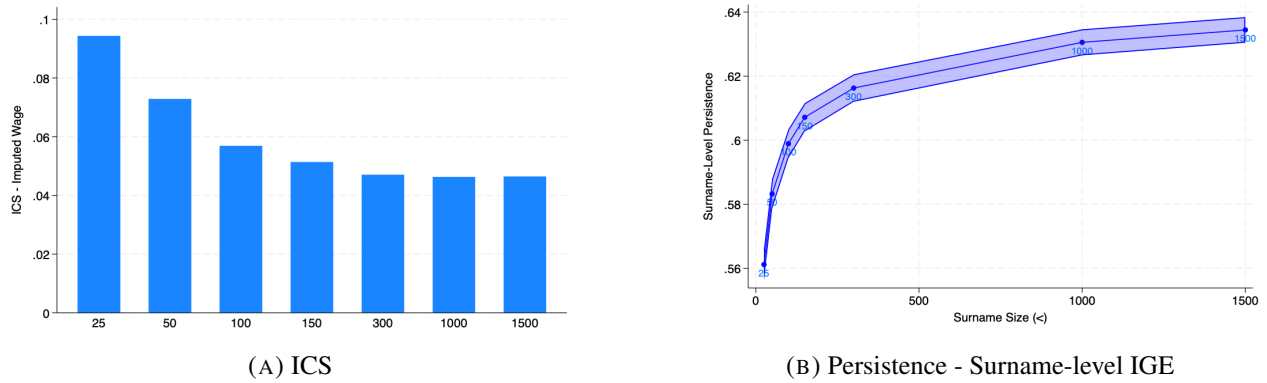 .1
.08
.06
.04
.02
0
ICS - Imputed Wage
25 50 100 150 300 1000 1500
(A) ICS
.64
.62
.6
.58
.56
Surname-Level Persistence
25
50
100
150
300
1000
1500
0 500 1000 1500
Surname Size (<)
(B) Persistence - Surname-level IGE